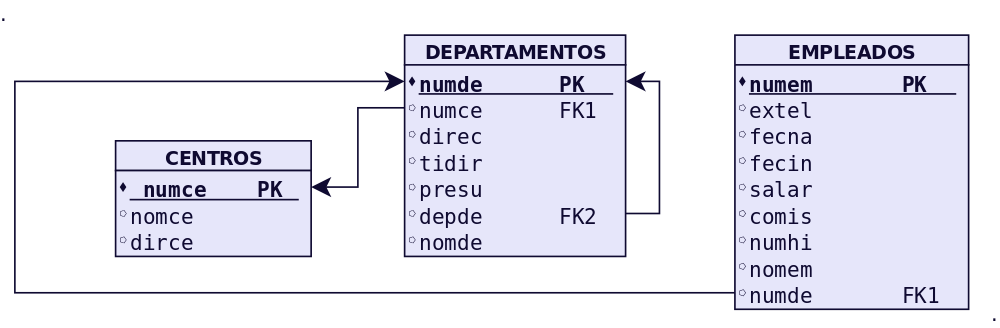 .
DEPARTAMENTOS
numde PK
numce FK1
direc
tidir
presu
depde FK2
nomde
EMPLEADOS
numem PK
extel
fecna
fecin
salar
comis
numhi
nomem
numde FK1
CENTROS
numce PK
nomce
dirce
.